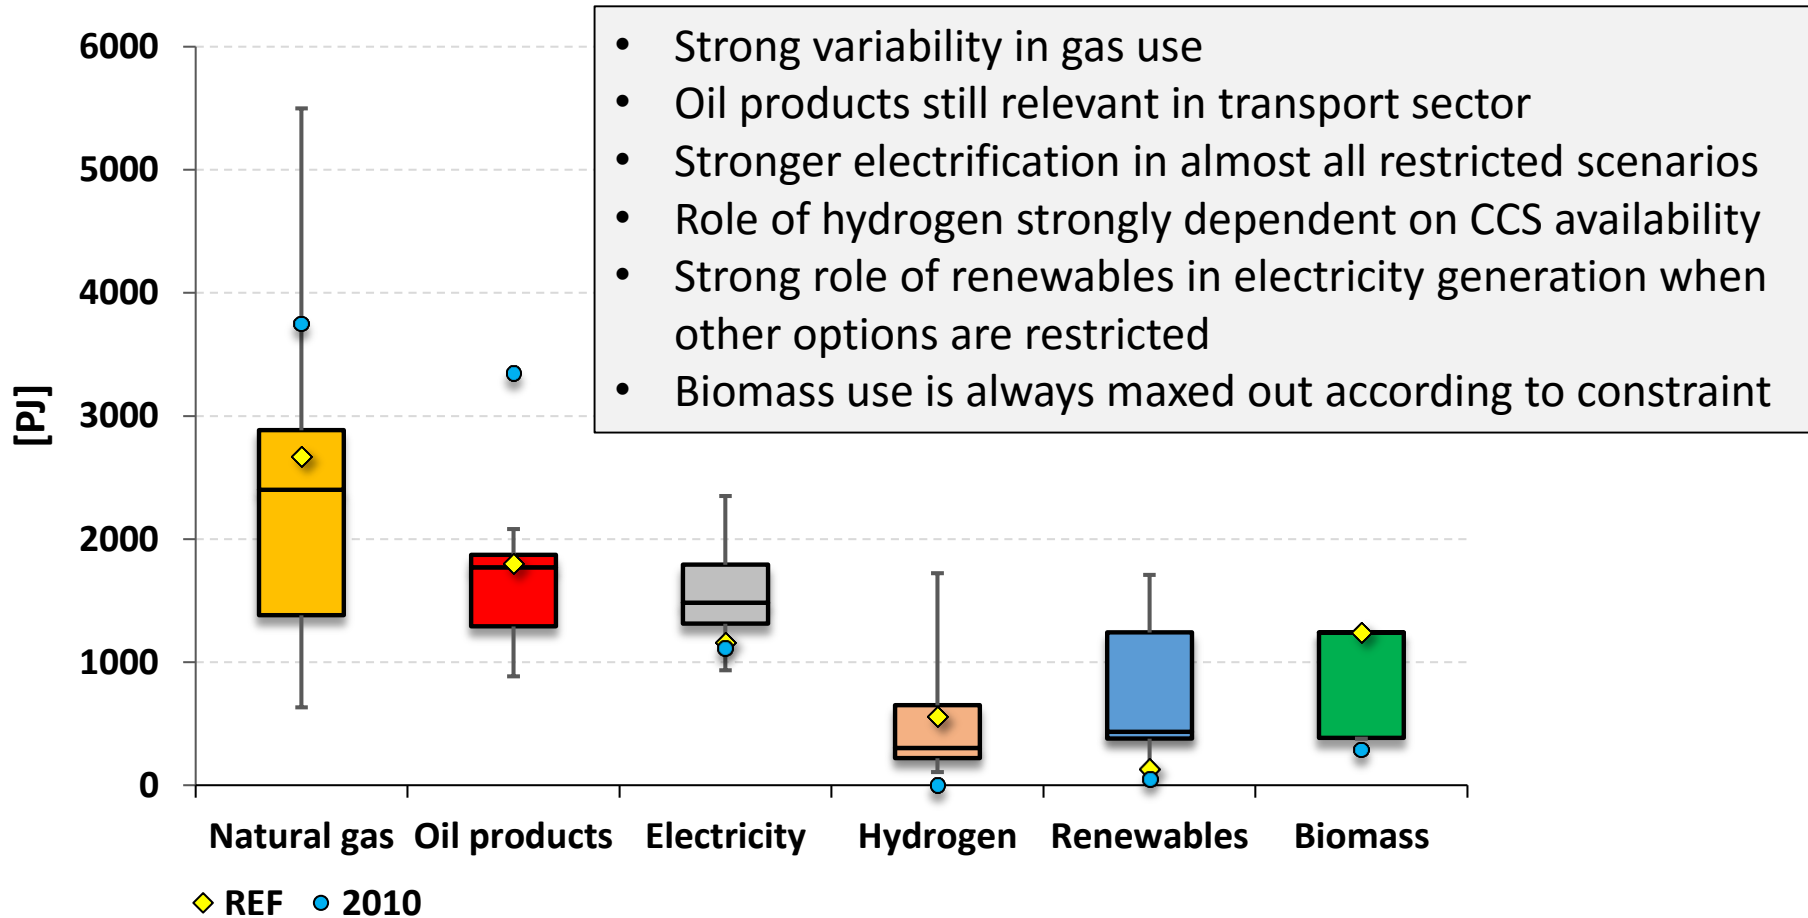 6000
5000
4000
3000
2000
1000
0
[PJ]
• Strong variability in gas use
• Oil products still relevant in transport sector
• Stronger electrification in almost all restricted scenarios
• Role of hydrogen strongly dependent on CCS availability
• Strong role of renewables in electricity generation when
other options are restricted
• Biomass use is always maxed out according to constraint
Natural gas Oil products Electricity Hydrogen Renewables Biomass
REF 2010